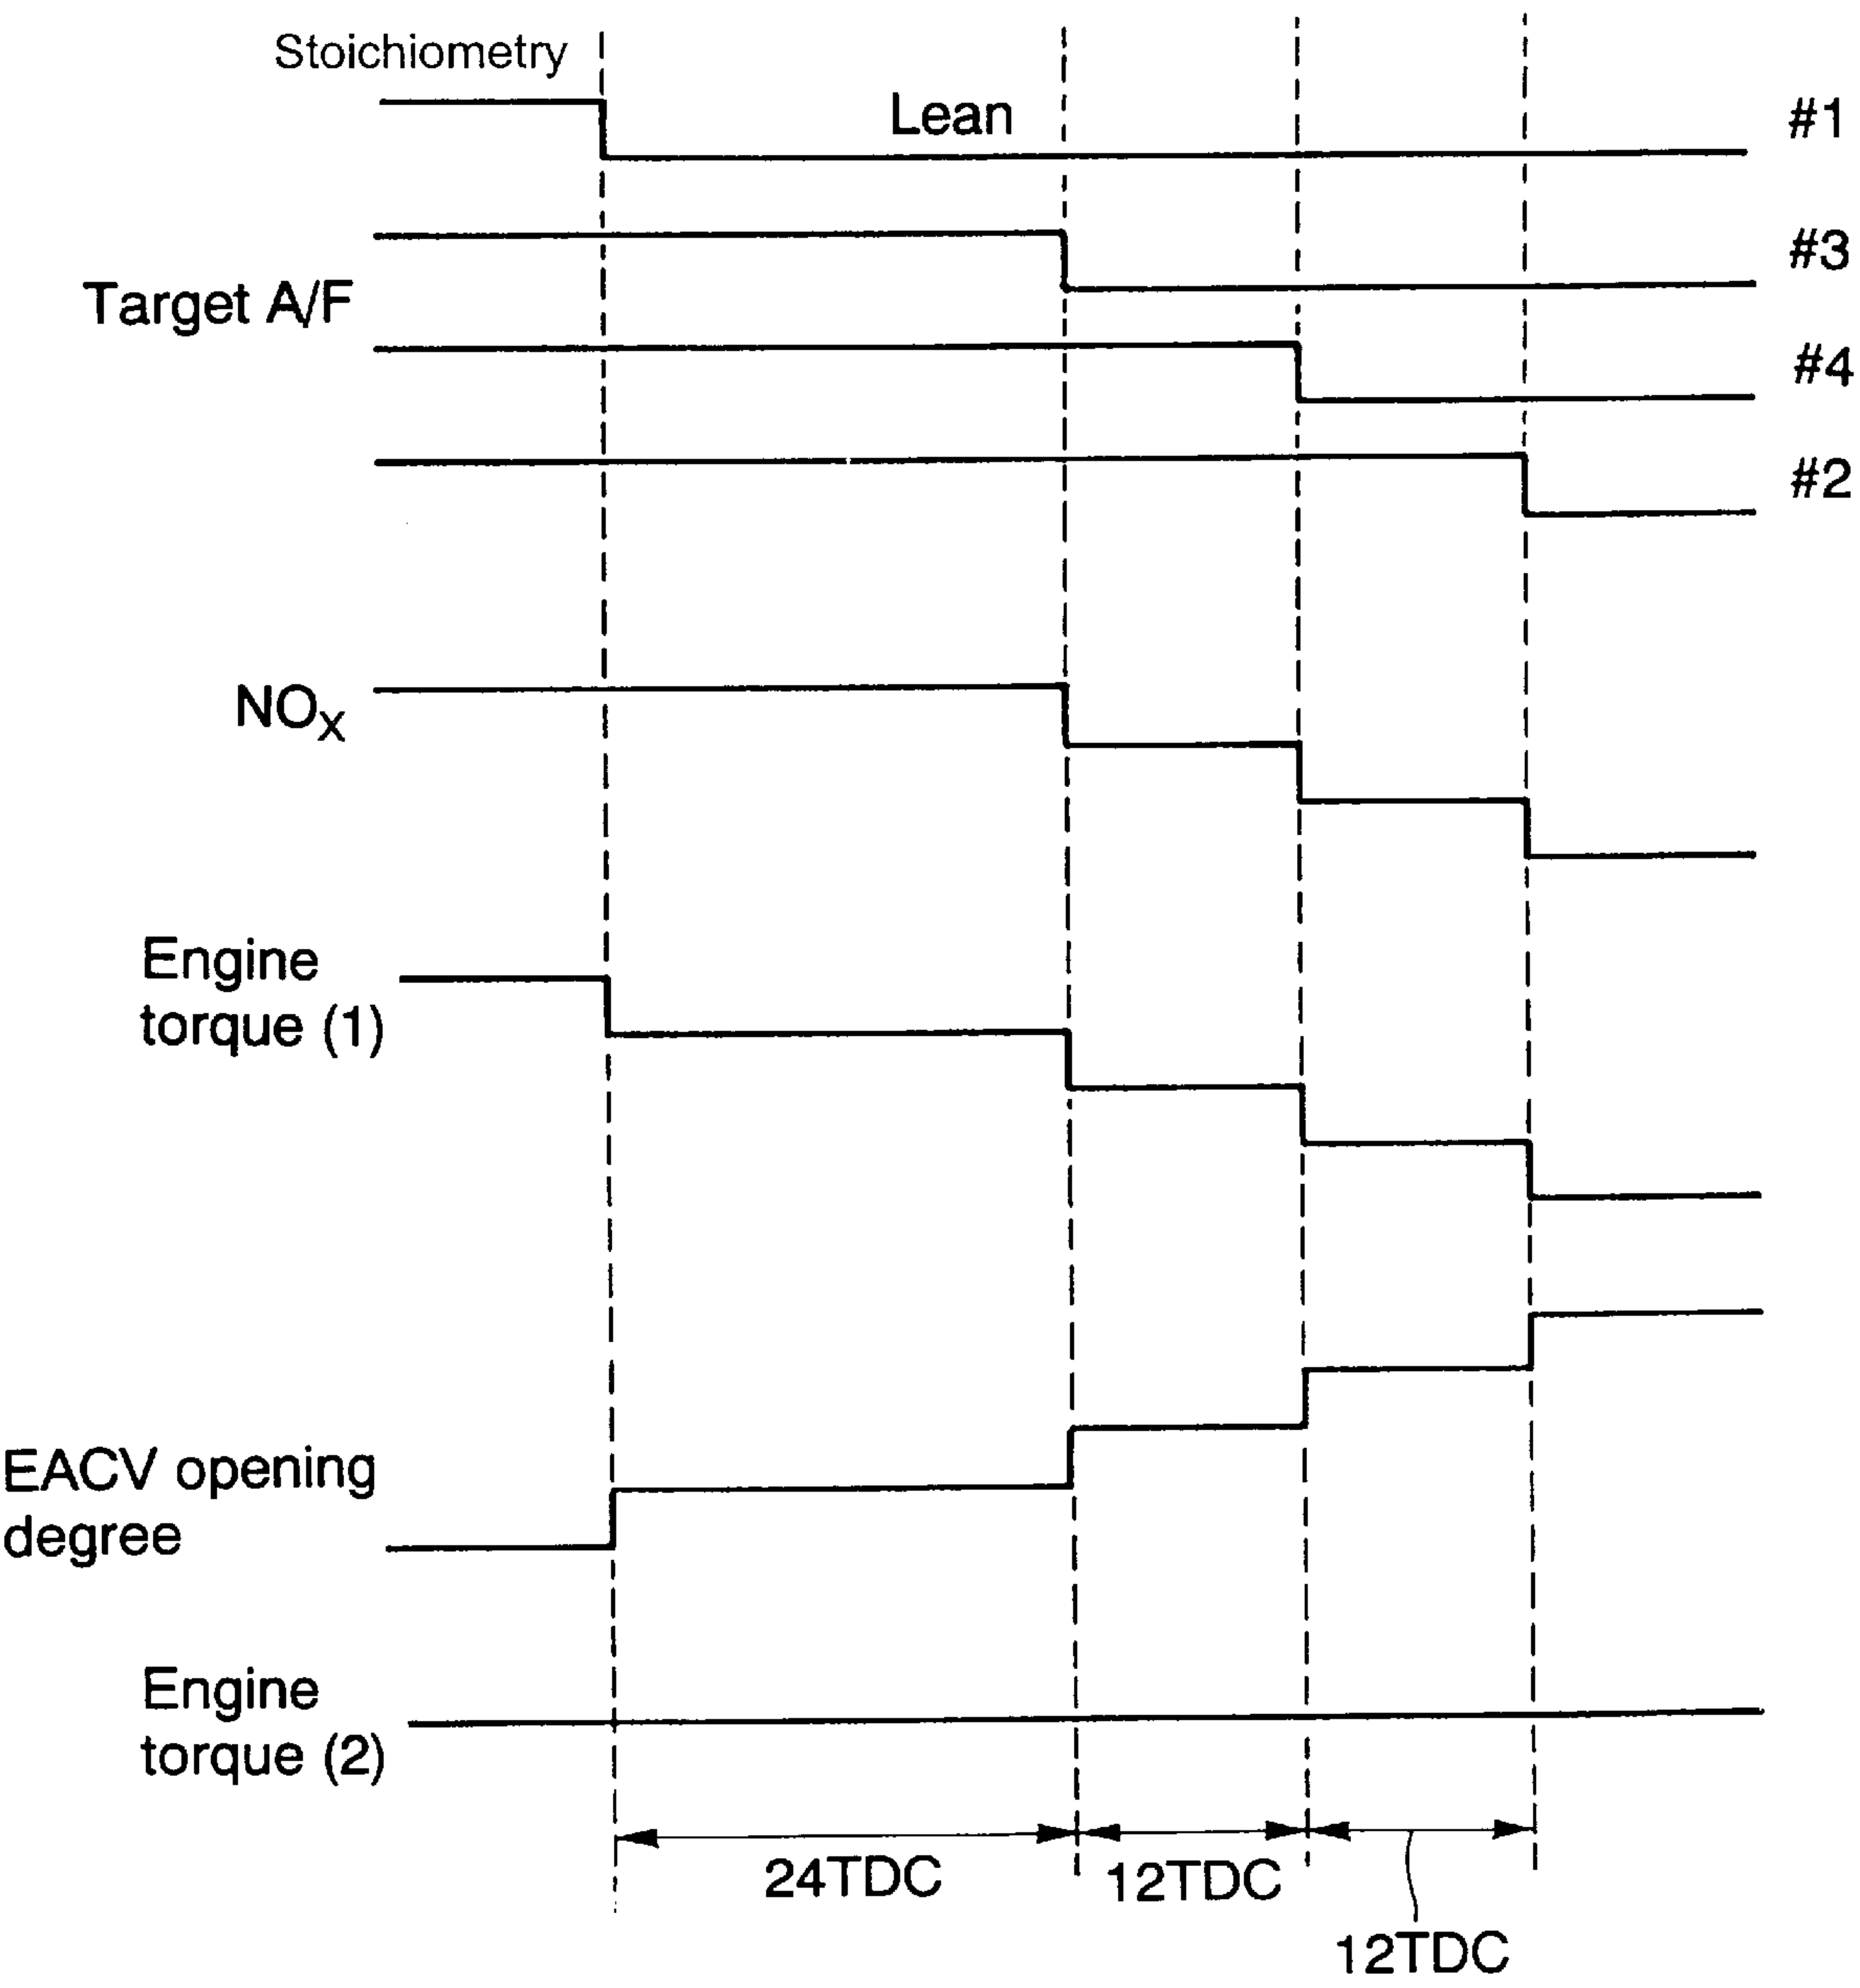 Stoichiometry
Lean
#1
#3
Target A/F
#4
#2
NOX
Engine
torque (1)
EACV opening
degree
Engine
torque (2)
24TDC
12TDC
12TDC